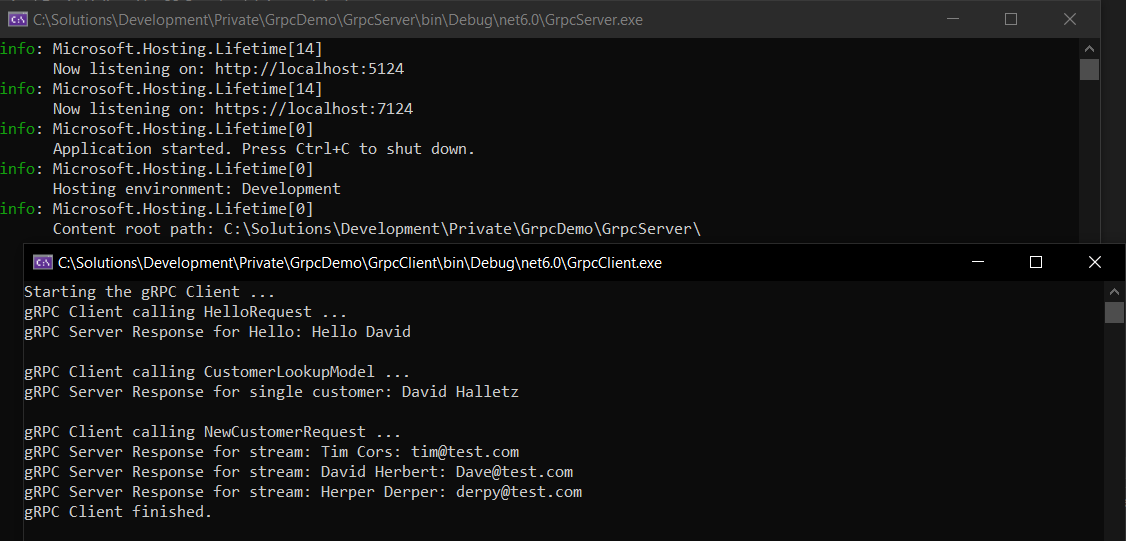 C:\Solutions\Development\Private\GrpcDemo\GrpcServer\bin\Debug\net6.0\GrpcServer.exe
info: Microsoft.Hosting.Lifetime[14]
Now listening on: http://localhost:5124
info: Microsoft.Hosting.Lifetime[14]
Now listening on: https://localhost:7124
info: Microsoft.Hosting.Lifetime[0]
Application started. Press Ctrl+C to shut down.
info: Microsoft.Hosting.Lifetime[0]
Hosting environment: Development
info: Microsoft.Hosting.Lifetime[0]
Content root path: C:\Solutions\Development\Private\GrpcDemo\GrpcServer\
C:\Solutions\Development\Private\GrpcDemo\GrpcClient\bin\Debug\net6.0\GrpcClient.exe
Starting the gRPC Client ...
gRPC Client calling HelloRequest ...
gRPC Server Response for Hello: Hello David
gRPC Client calling CustomerLookupModel ...
gRPC Server Response for single customer: David Halletz
gRPC Client calling NewCustomerRequest ...
gRPC Server Response for stream: Tim Cors: tim@test.com
gRPC Server Response for stream: David Herbert: Dave@test.com
gRPC Server Response for stream: Herper Derper: derpy@test.com
gRPC Client finished.